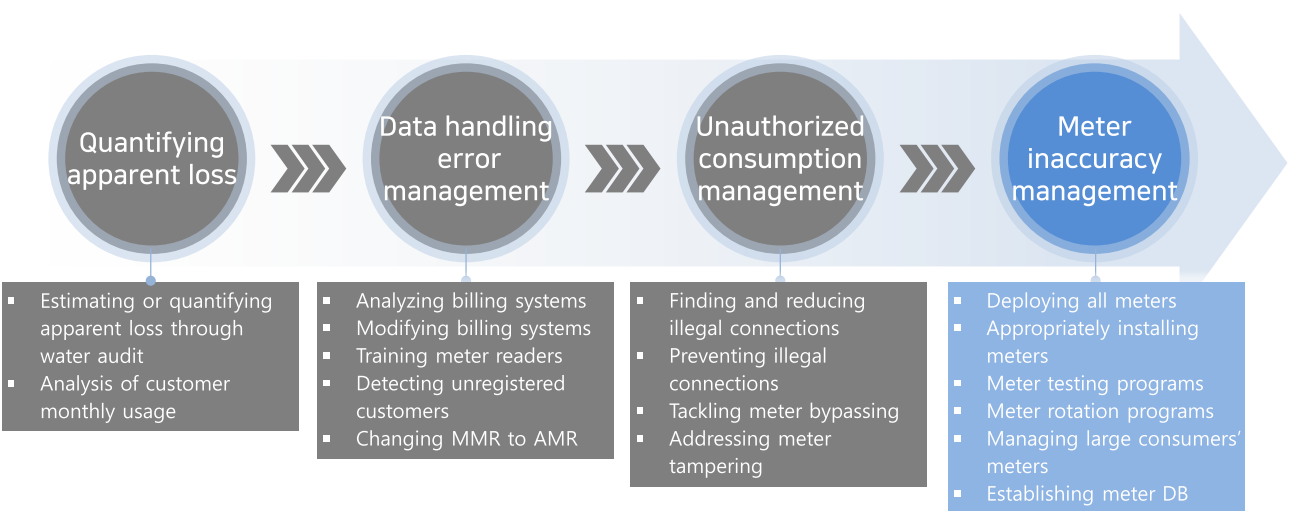 Quantifying
apparent loss
Data handling
error
management
Unauthorized
consumption
management
Meter
inaccuracy
management
Estimating or quantifying
apparent loss through
water audit
Analysis of customer
monthly usage
Analyzing billing systems
Modifying billing systems
Training meter readers
Detecting unregistered
customers
Changing MMR to AMR
Finding and reducing
illegal connections
Preventing illegal
connections
Tackling meter bypassing
Addressing meter
tampering
Deploying all meters
Appropriately installing
meters
Meter testing programs
Meter rotation programs
Managing large consumers’
meters
Establishing meter DB